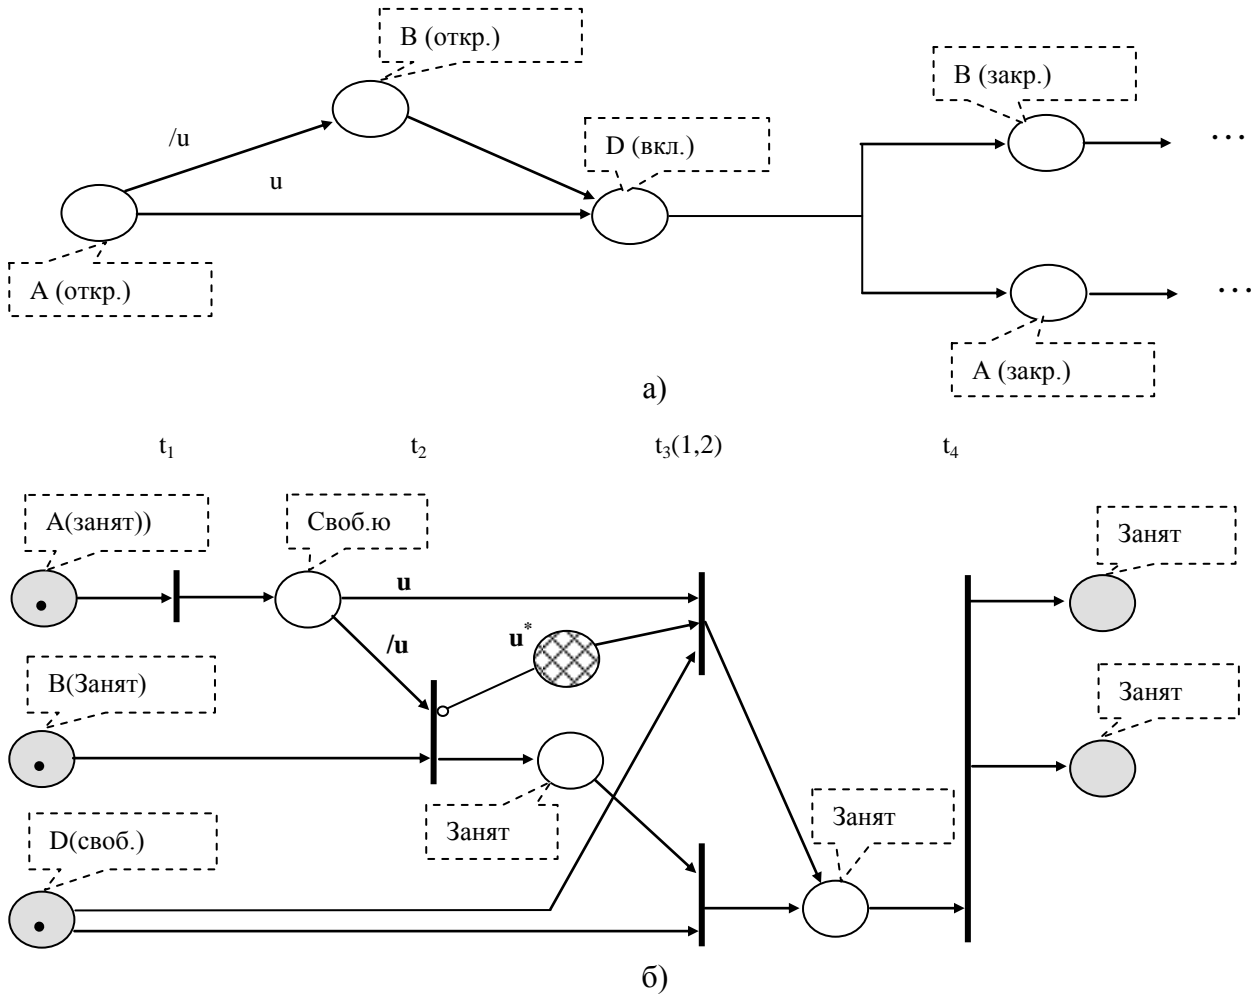 B (откр.)
B (закр.)
/u
D (вкл.)
...
u
A (откр.)
...
A (закр.)
а)
t1
t2
t3(1,2)
t4
A(занят))
Своб.ю
Занят
u
u*
/u
B(Занят)
Занят
D(своб.)
Занят
Занят
б)